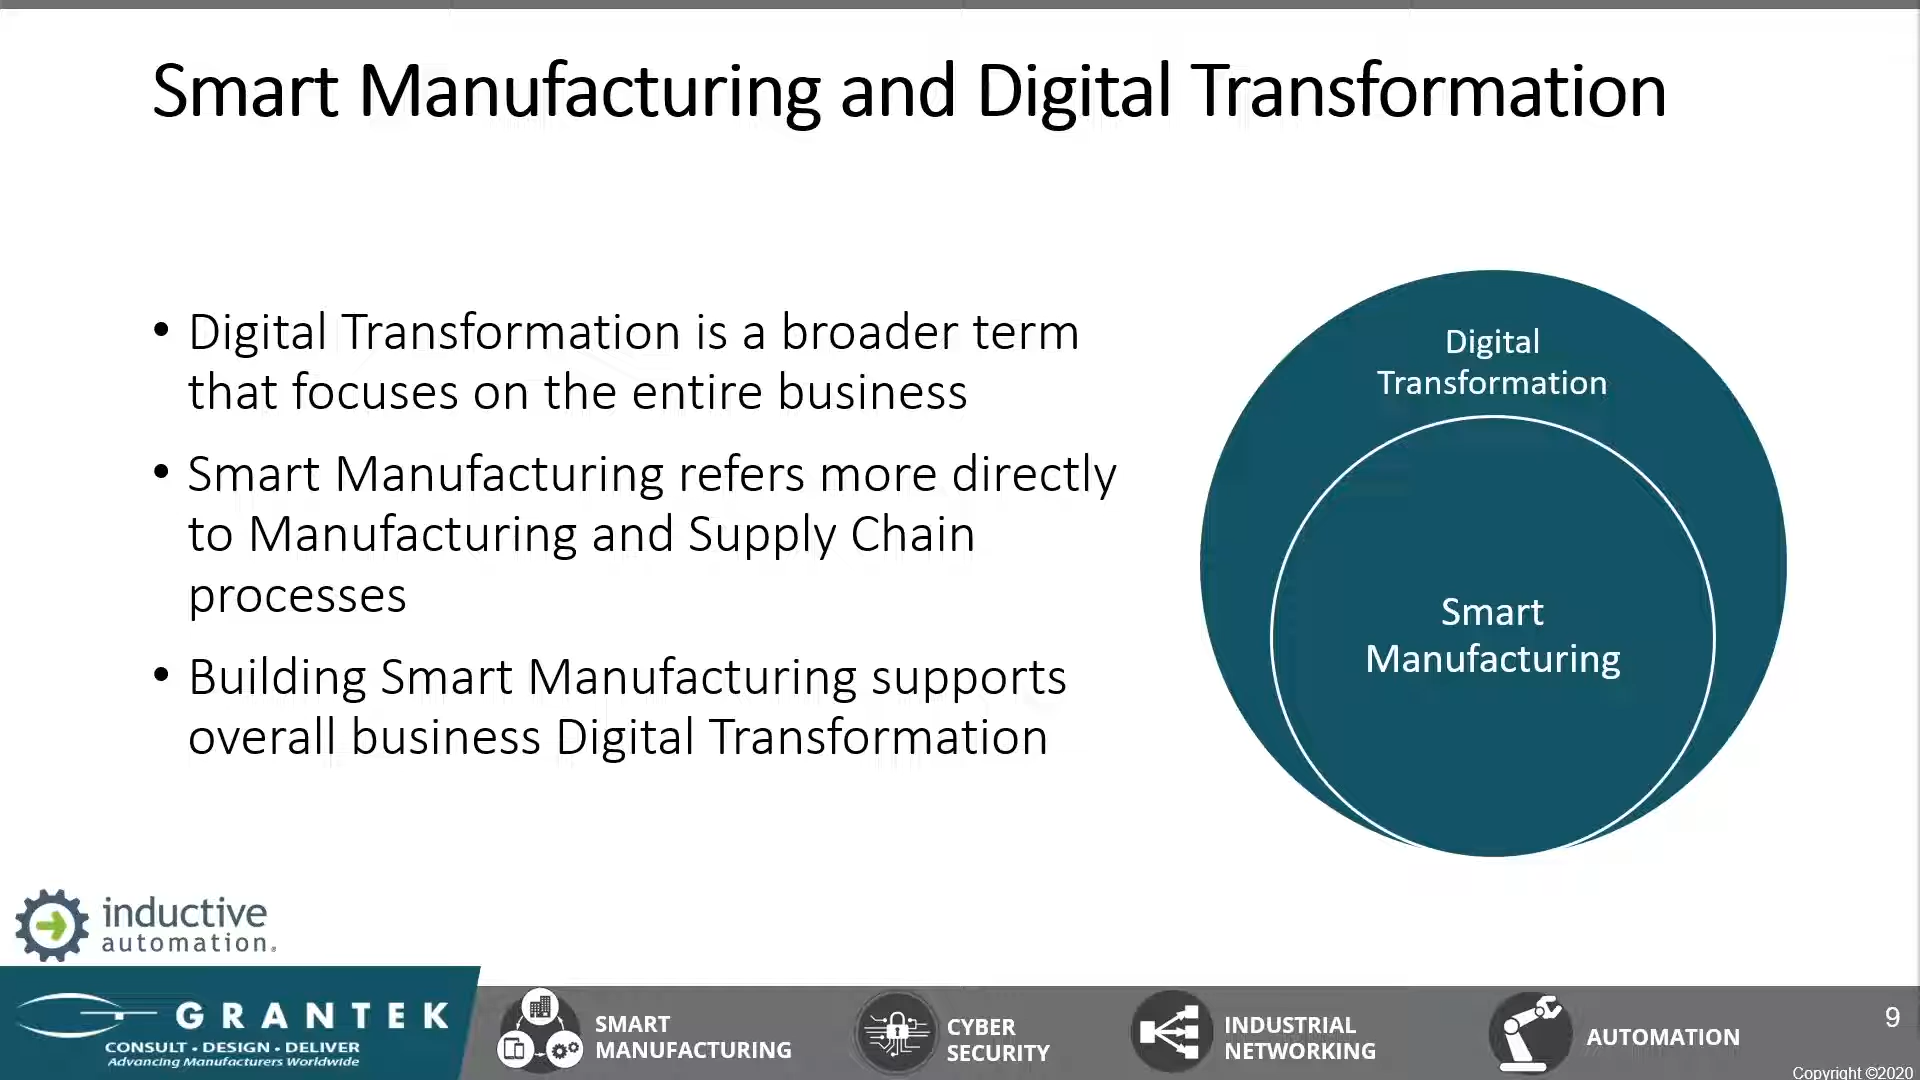 Smart Manufacturing and Digital Transformation
• Digital Transformation is a broader term
that focuses on the entire business
• Smart Manufacturing refers more directly
to Manufacturing and Supply Chain
processes
• Building Smart Manufacturing supports
overall business Digital Transformation
Digital
Transformation
Smart
Manufacturing
inductive
automation®
GRANTEK
CONSULT • DESIGN • DELIVER
Advancing Manufacturers Worldwide
SMART
MANUFACTURING
CYBER
SECURITY
INDUSTRIAL
NETWORKING
AUTOMATION
9
Copyright ©2020